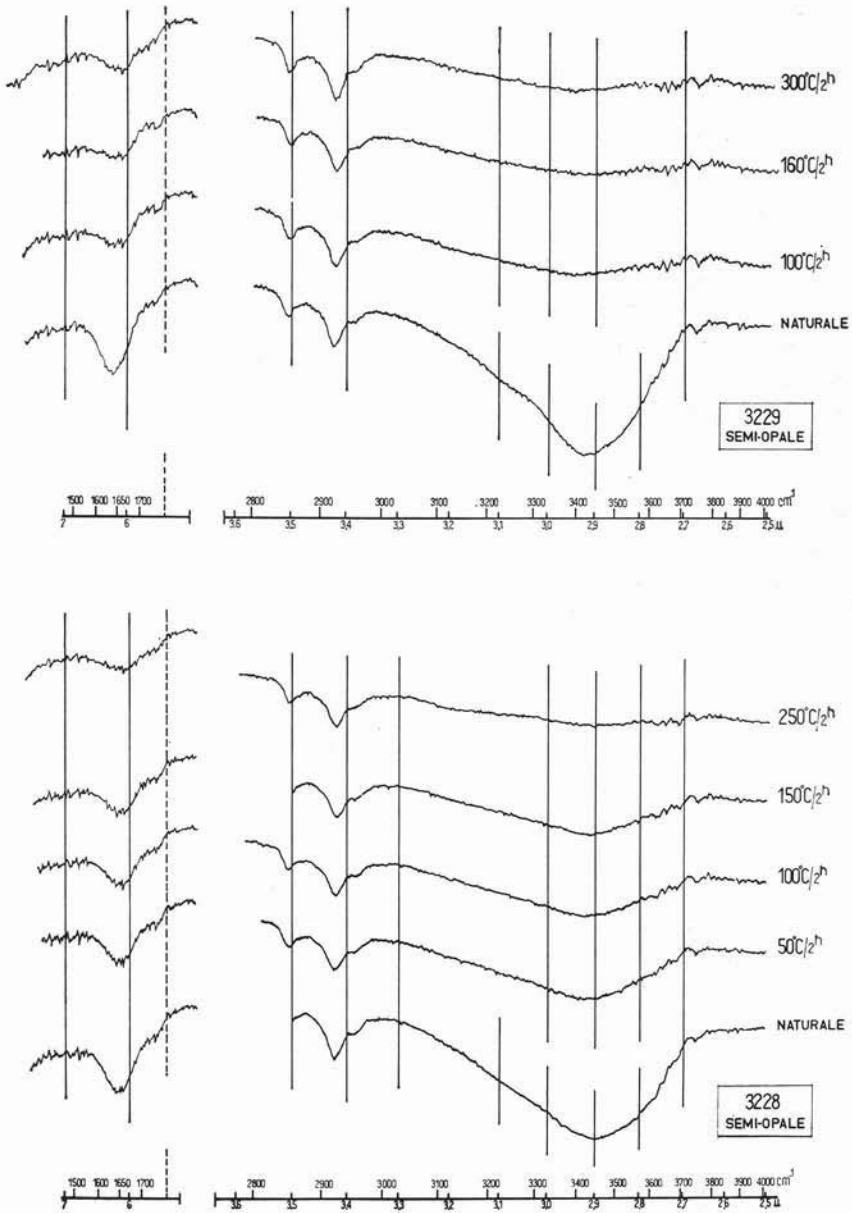 300°C/2h
160°C/2h
100°C/2h
NATURALE
3229
SEMI-OPALE
1500 1600 1650 1700 2800 2900 3000 3100 3200 3300 3400 3500 3600 3700 3800 3900 4000 cm-1
7 6 3,6 3,5 3,4 3,3 3,2 3,1 3,0 2,9 2,8 2,7 2,6 2,5 μ
250°C/2h
150°C/2h
100°C/2h
50°C/2h
NATURALE
3228
SEMI-OPALE
1500 1600 1650 1700 2800 2900 3000 3100 3200 3300 3400 3500 3600 3700 3800 3900 4000 cm-1
7 6 3,6 3,5 3,4 3,3 3,2 3,1 3,0 2,9 2,8 2,7 2,6 2,5 μ